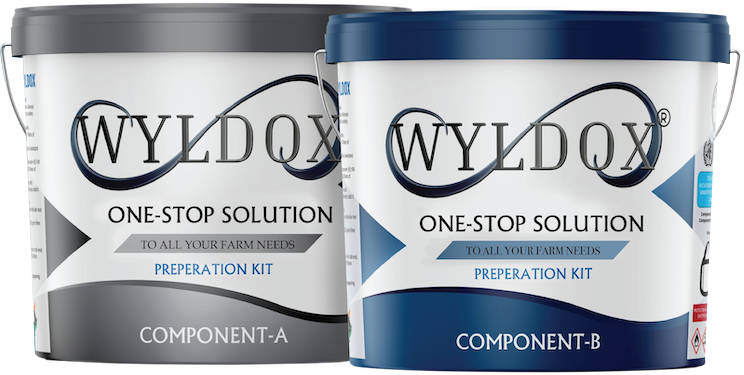 WYLDOX
ONE-STOP SOLUTION
TO ALL YOUR FARM NEEDS
PREPERATION KIT
COMPONENT-A
WYLDOX®
ONE-STOP SOLUTION
TO ALL YOUR FARM NEEDS
PREPERATION KIT
COMPONENT-B